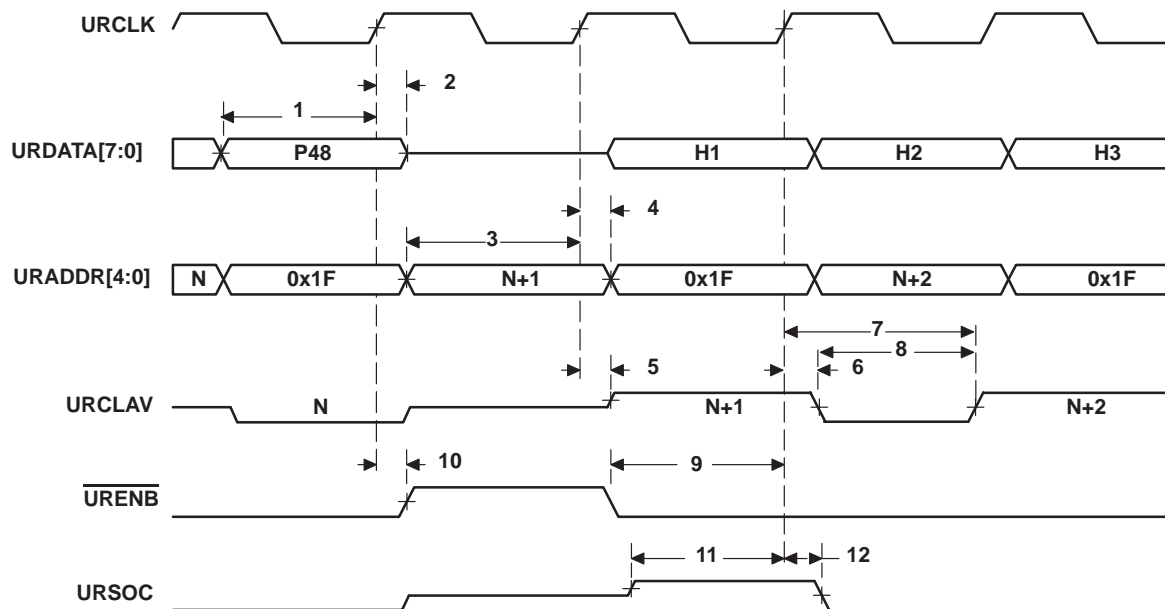 URCLK
2
1
URDATA[7:0] P48 H1 H2 H3
4
3
URADDR[4:0] N 0x1F N+1 0x1F N+2 0x1F
7
8
5 6
URCLAV N N+1 N+2
10 9
URENB
11 12
URSOC